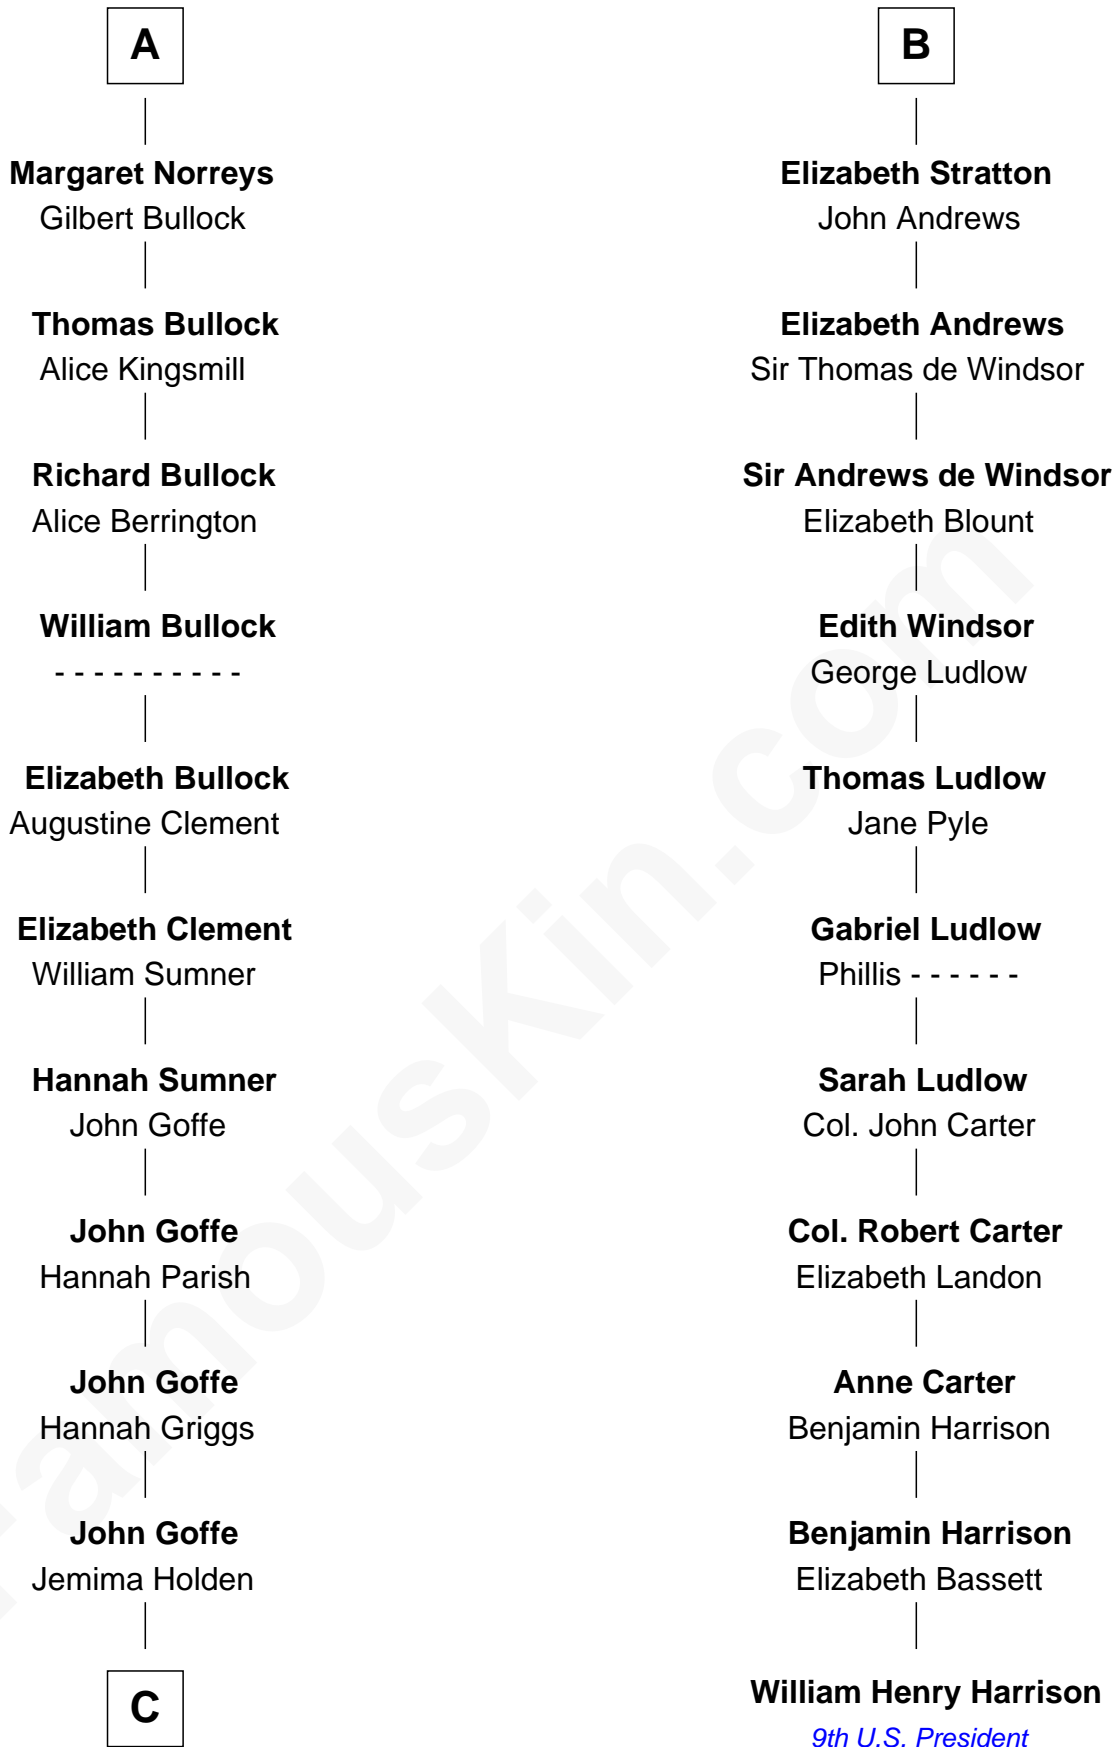 A
Margaret Norreys
Gilbert Bullock
Thomas Bullock
Alice Kingsmill
Richard Bullock
Alice Berrington
William Bullock
- - - - - - - - - -
Elizabeth Bullock
Augustine Clement
Elizabeth Clement
William Sumner
Hannah Sumner
John Goffe
John Goffe
Hannah Parish
John Goffe
Hannah Griggs
John Goffe
Jemima Holden
C
B
Elizabeth Stratton
John Andrews
Elizabeth Andrews
Sir Thomas de Windsor
Sir Andrews de Windsor
Elizabeth Blount
Edith Windsor
George Ludlow
Thomas Ludlow
Jane Pyle
Gabriel Ludlow
Phillis - - - - - -
Sarah Ludlow
Col. John Carter
Col. Robert Carter
Elizabeth Landon
Anne Carter
Benjamin Harrison
Benjamin Harrison
Elizabeth Bassett
William Henry Harrison
9th U.S. President
FamousKin.com